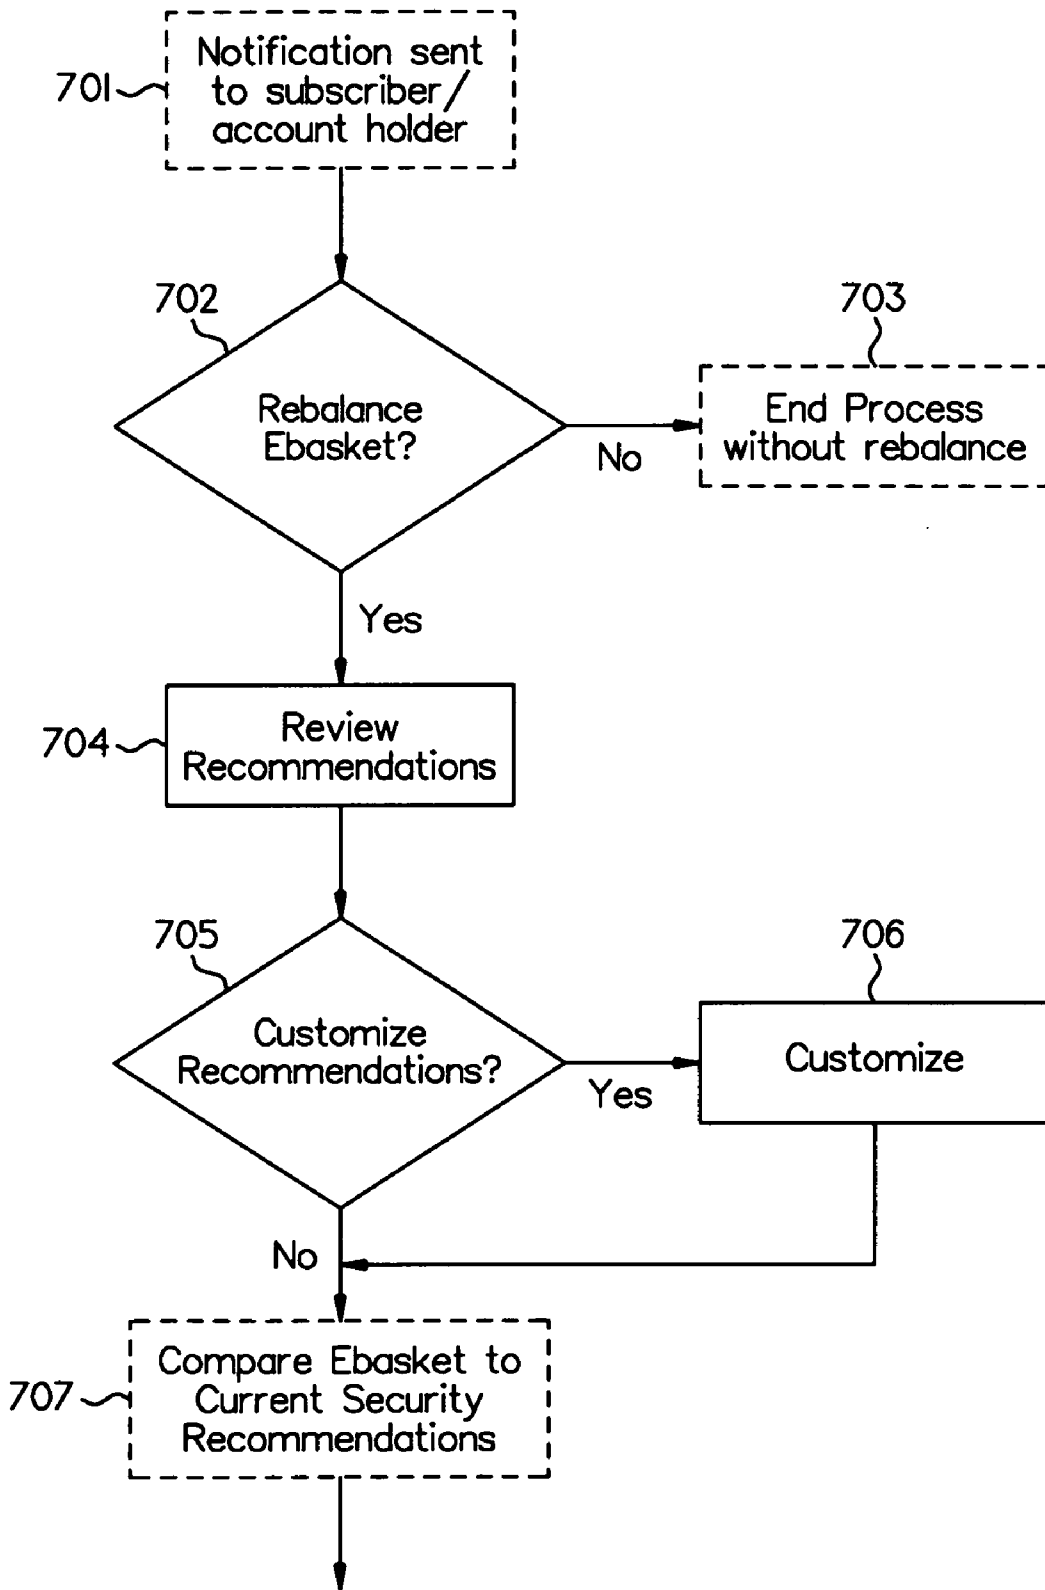 Notification sent
to subscriber/
account holder
701
702
Rebalance
Ebasket?
No
703
End Process
without rebalance
Yes
704
Review
Recommendations
705
Customize
Recommendations?
Yes
706
Customize
No
707
Compare Ebasket to
Current Security
Recommendations